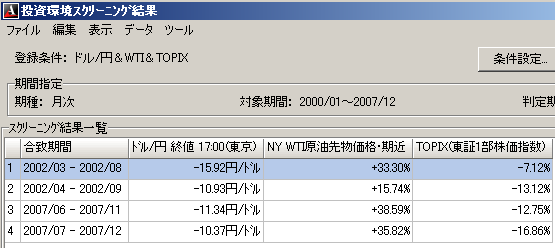 投資環境ｽｸﾘｰﾆﾝｸﾞ結果
ファイル 編集 表示 データ ツール
登録条件：ﾄﾞﾙ/円＆WTI＆TOPIX
条件設定...
期間指定
期種：月次 対象期間：2000/01～2007/12 判定期
ｽｸﾘｰﾆﾝｸﾞ結果一覧
合致期間 ﾄﾞﾙ/円 終値 17:00(東京) NY WTI原油先物価格・期近 TOPIX(東証1部株価指数)
1 2002/03 - 2002/08 -15.92円/ﾄﾞﾙ +33.30% -7.12%
2 2002/04 - 2002/09 -10.93円/ﾄﾞﾙ +15.74% -13.12%
3 2007/06 - 2007/11 -11.34円/ﾄﾞﾙ +38.59% -12.75%
4 2007/07 - 2007/12 -10.37円/ﾄﾞﾙ +35.82% -16.86%